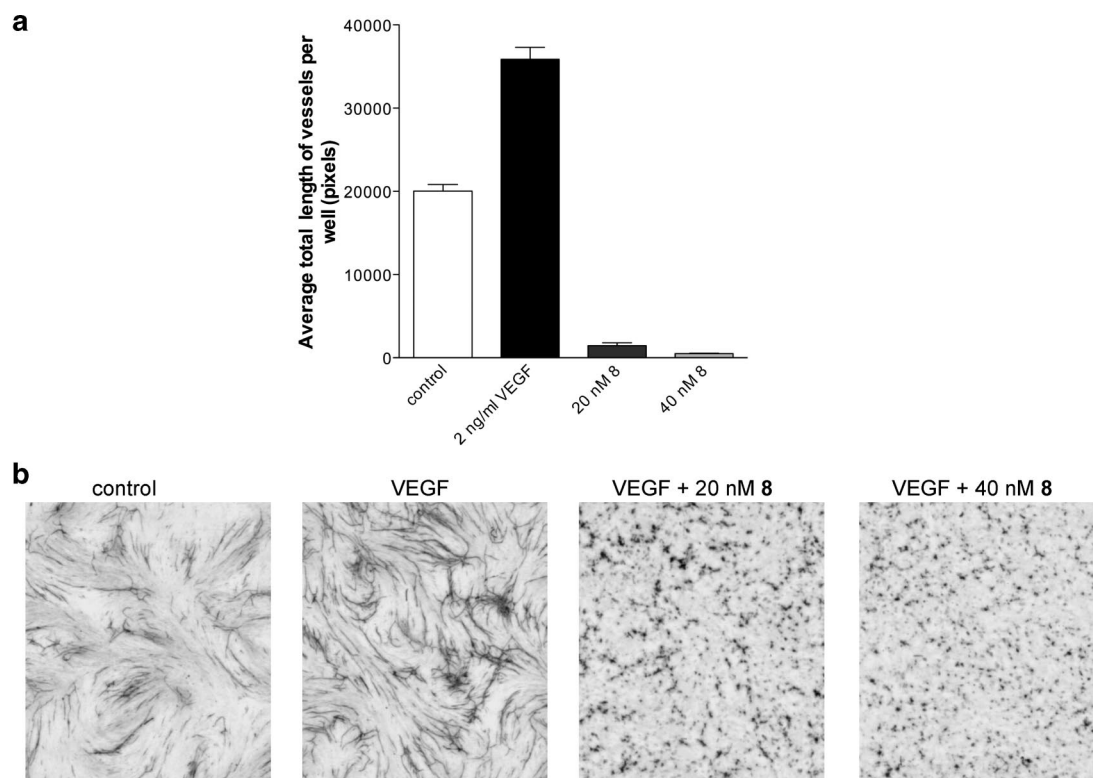 a
Average total length of vessels per
well (pixels)
40000
30000
20000
10000
0
control
2 ng/ml VEGF
20 nM 8
40 nM 8
b
control
VEGF
VEGF + 20 nM 8
VEGF + 40 nM 8